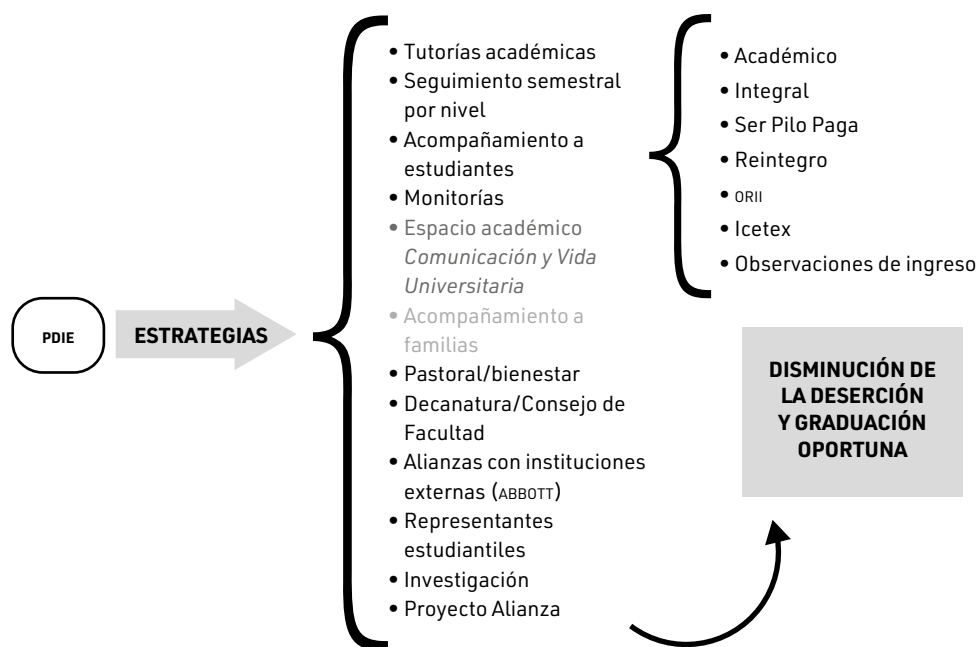 PDIE
ESTRATEGIAS
• Tutorías académicas
• Seguimiento semestral
por nivel
• Acompañamiento a
estudiantes
• Monitorías
• Espacio académico
Comunicación y Vida
Universitaria
• Acompañamiento a
familias
• Pastoral/bienestar
• Decanatura/Consejo de
Facultad
• Alianzas con instituciones
externas (ABBOTT)
• Representantes
estudiantiles
• Investigación
• Proyecto Alianza
• Académico
• Integral
• Ser Pilo Paga
• Reintegro
• ORII
• Icetex
• Observaciones de ingreso
DISMINUCIÓN DE
LA DESERCIÓN
Y GRADUACIÓN
OPORTUNA